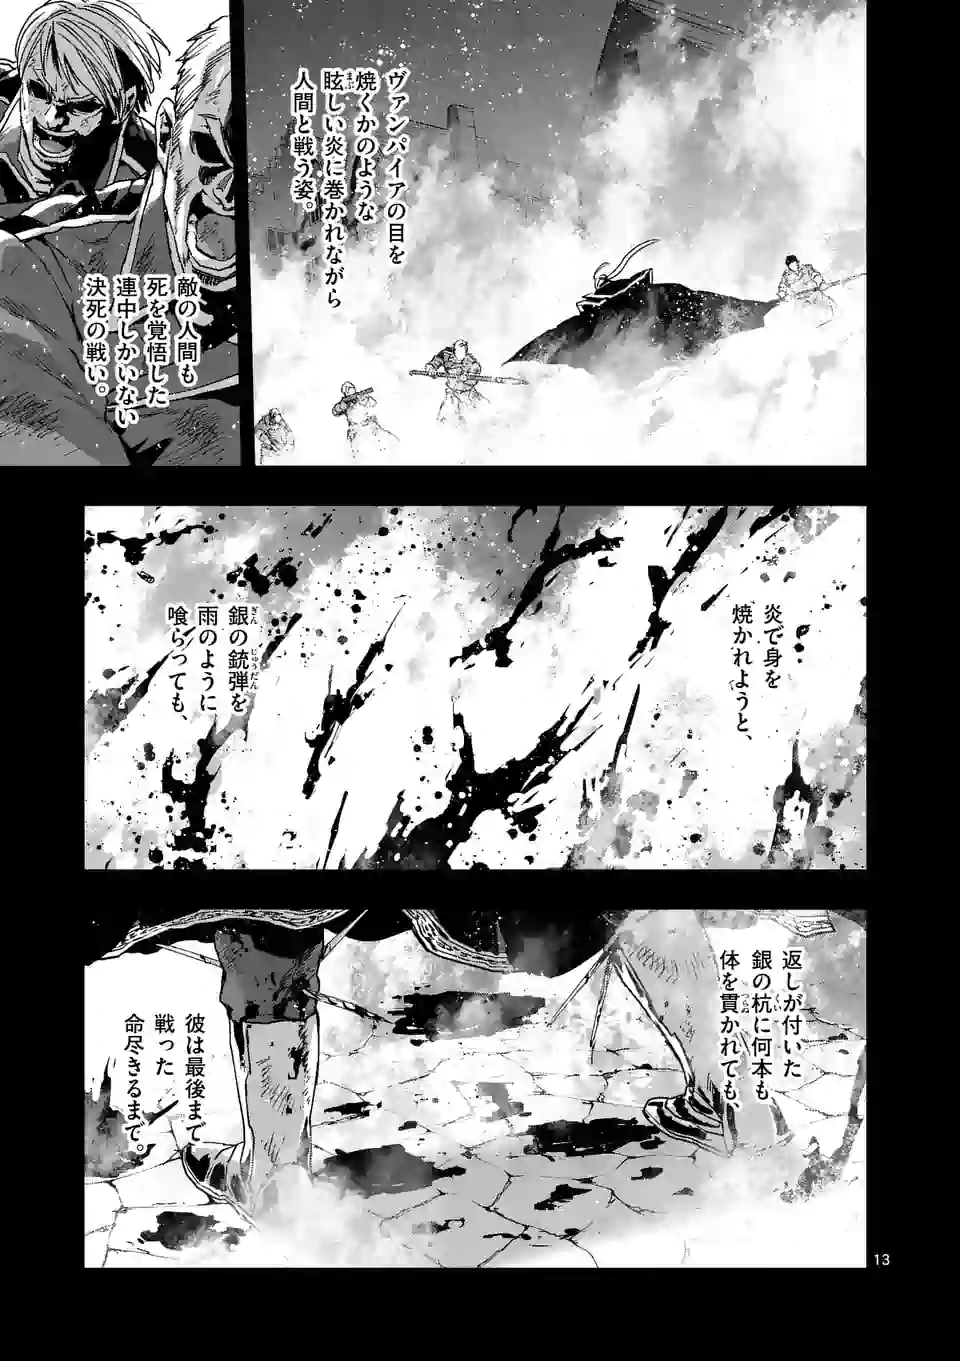 ヴァンパイアの目を
焼くかのような
眩しい炎に巻かれながら
人間と戦う姿。
敵の人間も
死を覚悟した
連中しかいない
決死の戦い。
炎で身を
焼かれようと、
銀の銃弾を
雨のように
喰らっても、
返しが付いた
銀の杭に何本も
体を貫かれても、
彼は最後まで
戦った
命尽きるまで。
13